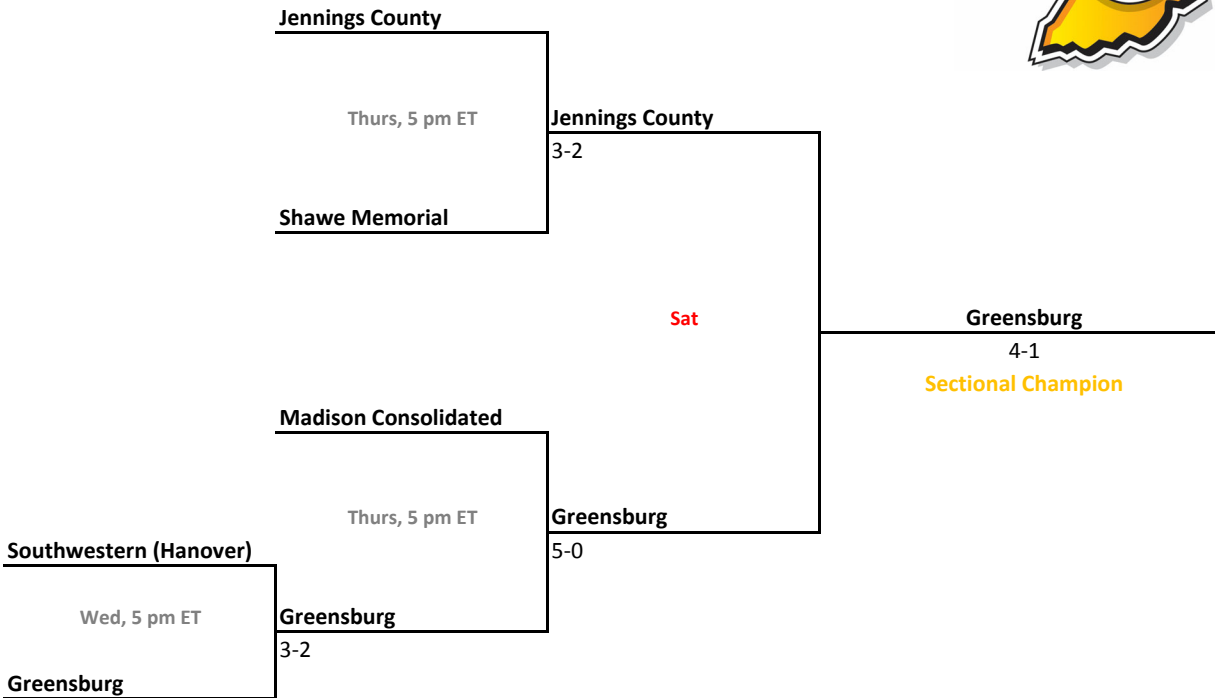 Jennings County
Thurs, 5 pm ET
Jennings County
3-2
Shawe Memorial
Sat
Greensburg
4-1
Sectional Champion
Madison Consolidated
Thurs, 5 pm ET
Greensburg
5-0
Southwestern (Hanover)
Wed, 5 pm ET
Greensburg
3-2
Greensburg